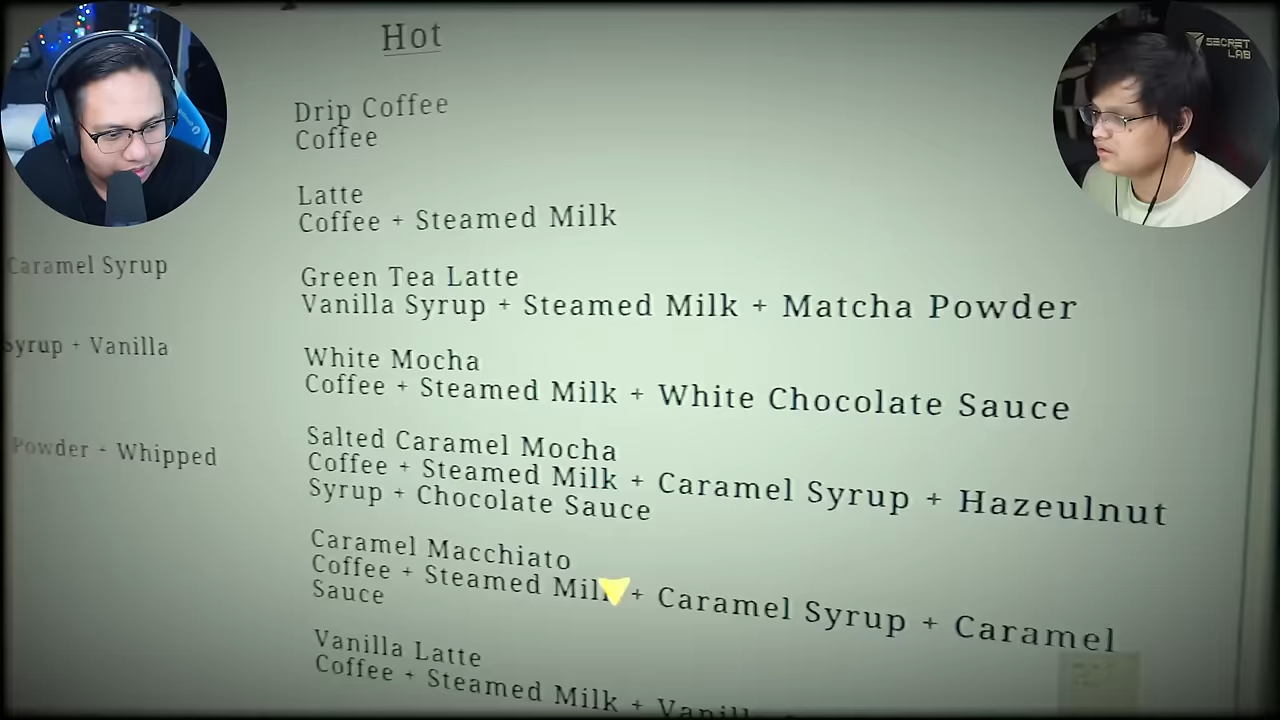 Hot
Drip Coffee
Coffee
Latte
Coffee + Steamed Milk
Green Tea Latte
Vanilla Syrup + Steamed Milk + Matcha Powder
White Mocha
Coffee + Steamed Milk + White Chocolate Sauce
Salted Caramel Mocha
Coffee + Steamed Milk + Caramel Syrup + Hazeulnut
Syrup + Chocolate Sauce
Caramel Macchiato
Coffee + Steamed Milk + Caramel Syrup + Caramel
Sauce
Vanilla Latte
Coffee + Steamed Milk +
Caramel Syrup
Syrup + Vanilla
Powder + Whipped
SECRET
LAB